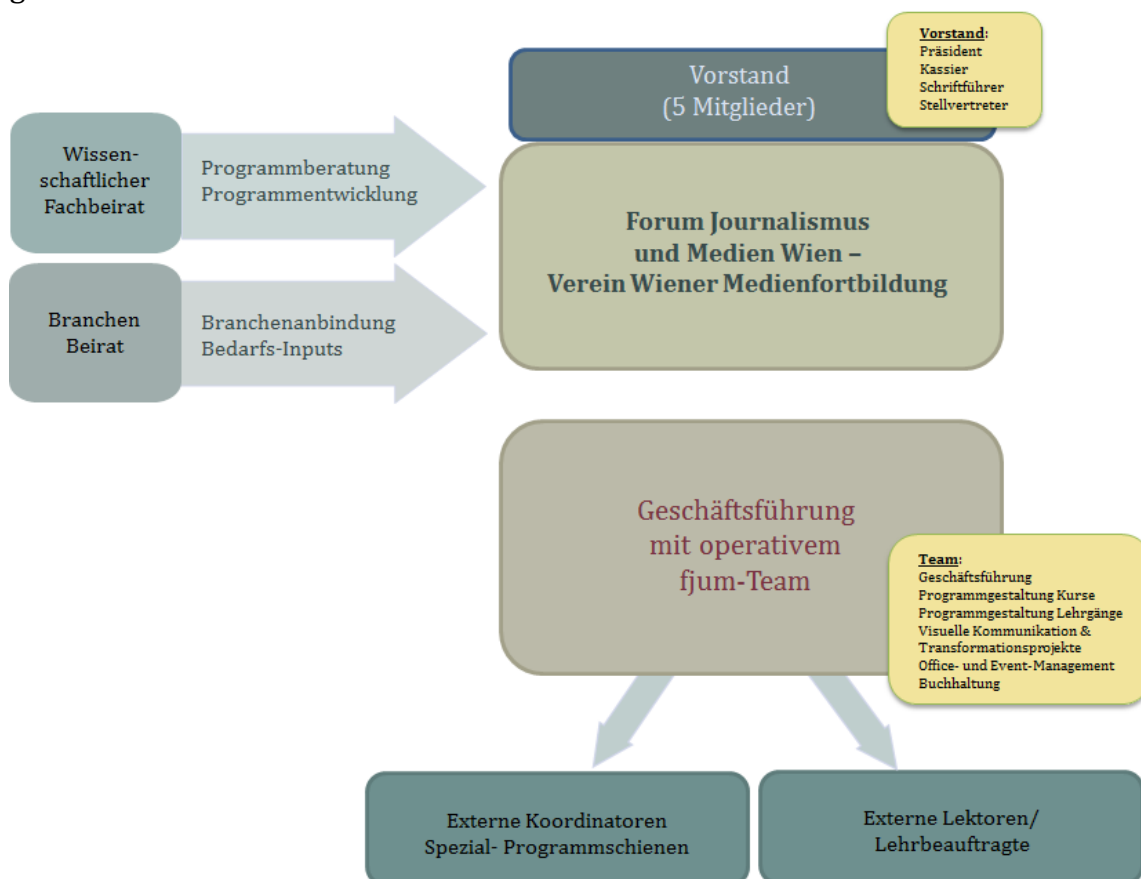 Vorstand
(5 Mitglieder)
Vorstand:
Präsident
Kassier
Schriftführer
Stellvertreter
Wissen-
schaftlicher
Fachbeirat
Programmberatung
Programmentwicklung
Forum Journalismus
und Medien Wien –
Verein Wiener Medienfortbildung
Branchen
Beirat
Branchenanbindung
Bedarfs-Inputs
Geschäftsführung
mit operativem
fjum-Team
Team:
Geschäftsführung
Programmgestaltung Kurse
Programmgestaltung Lehrgänge
Visuelle Kommunikation &
Transformationsprojekte
Office- und Event-Management
Buchhaltung
Externe Koordinatoren
Spezial- Programmschienen
Externe Lektoren/
Lehrbeauftragte